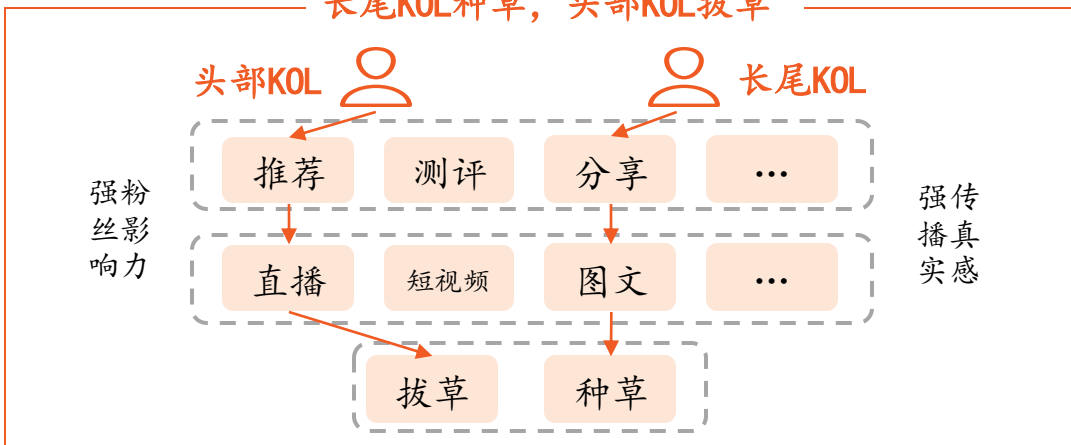 长尾KOL种草，头部KOL拔草
头部KOL
长尾KOL
推荐
测评
分享
…
强粉
丝影
响力
强传
播真
实感
直播
短视频
图文
…
拔草
种草